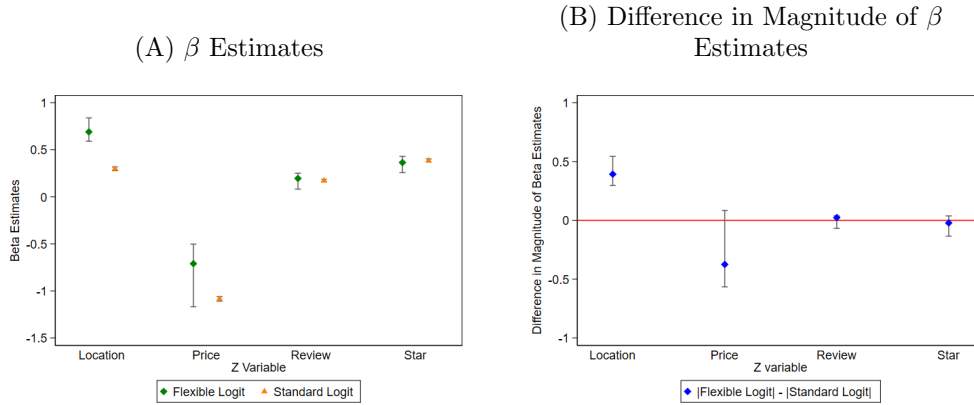 (A) β Estimates
(B) Difference in Magnitude of β
Estimates
Beta Estimates
1
0.5
0
-0.5
-1
-1.5
Location Price Review Star
Z Variable
Flexible Logit Standard Logit
Difference in Magnitude of Beta Estimates
1
0.5
0
-0.5
-1
Location Price Review Star
Z variable
|Flexible Logit| - |Standard Logit|